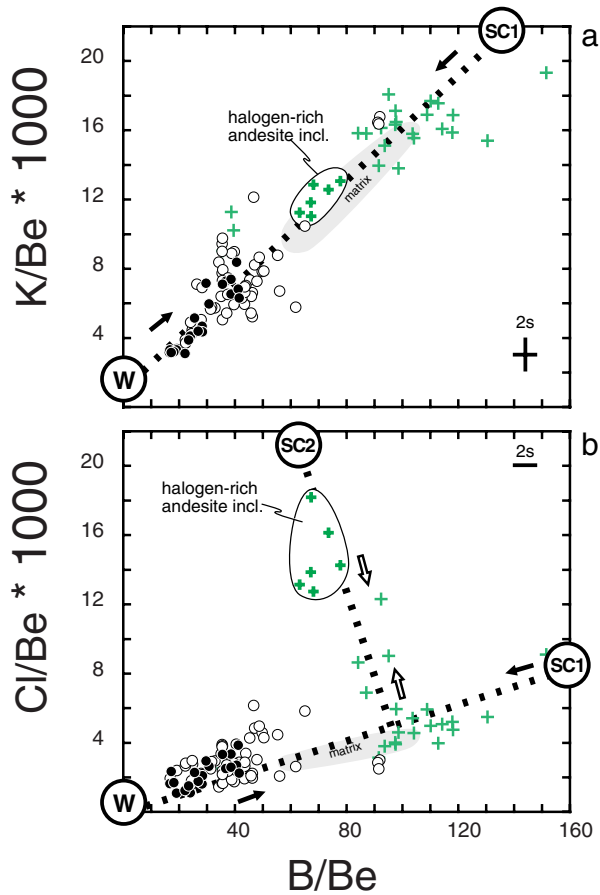 a
SC1
20
16
12
8
4
K/Be * 1000
halogen-rich
andesite incl.
matrix
2s
W
b
SC2
2s
20
16
12
8
4
Cl/Be * 1000
halogen-rich
andesite incl.
SC1
matrix
W
40
80
120
160
B/Be